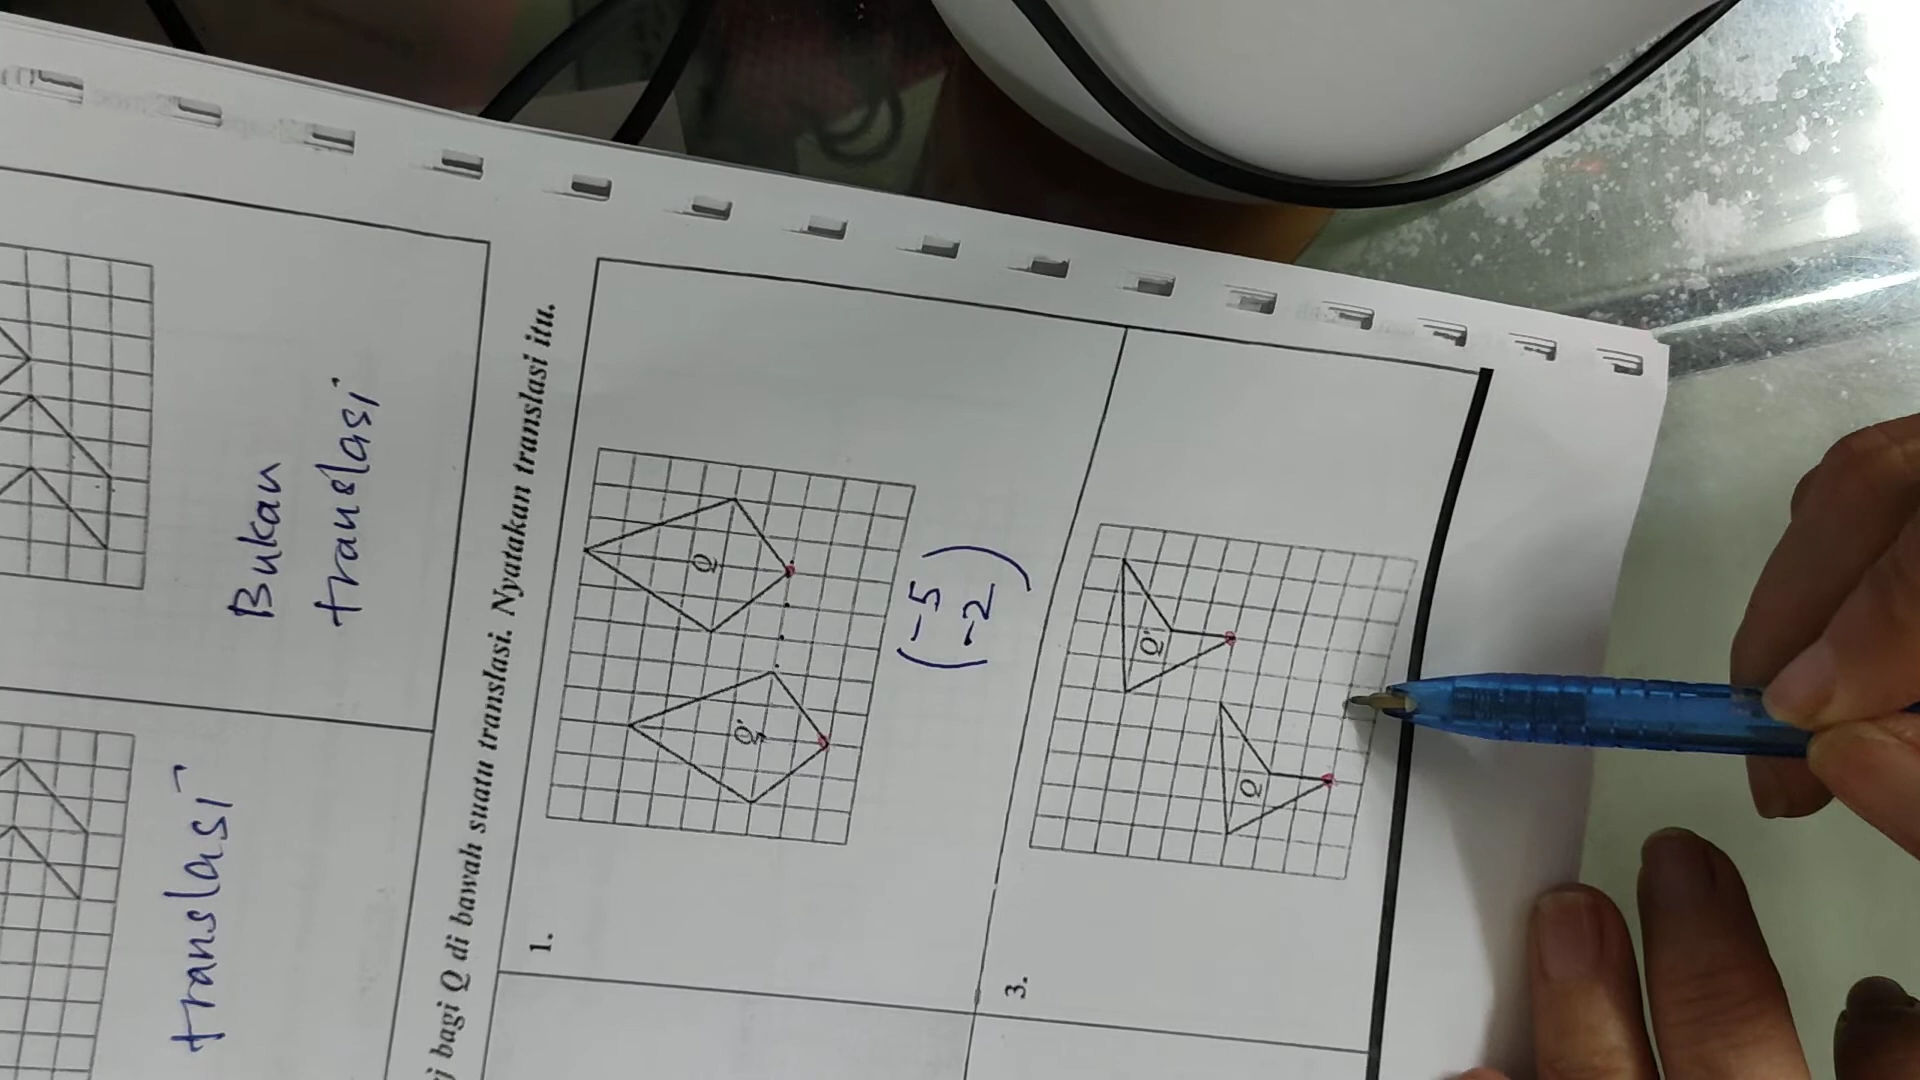 translasi
Bukan
translasi
bagi Q di bawah suatu translasi. Nyatakan translasi itu.
1.
Q'
Q
(-5
-2)
3.
Q
Q'